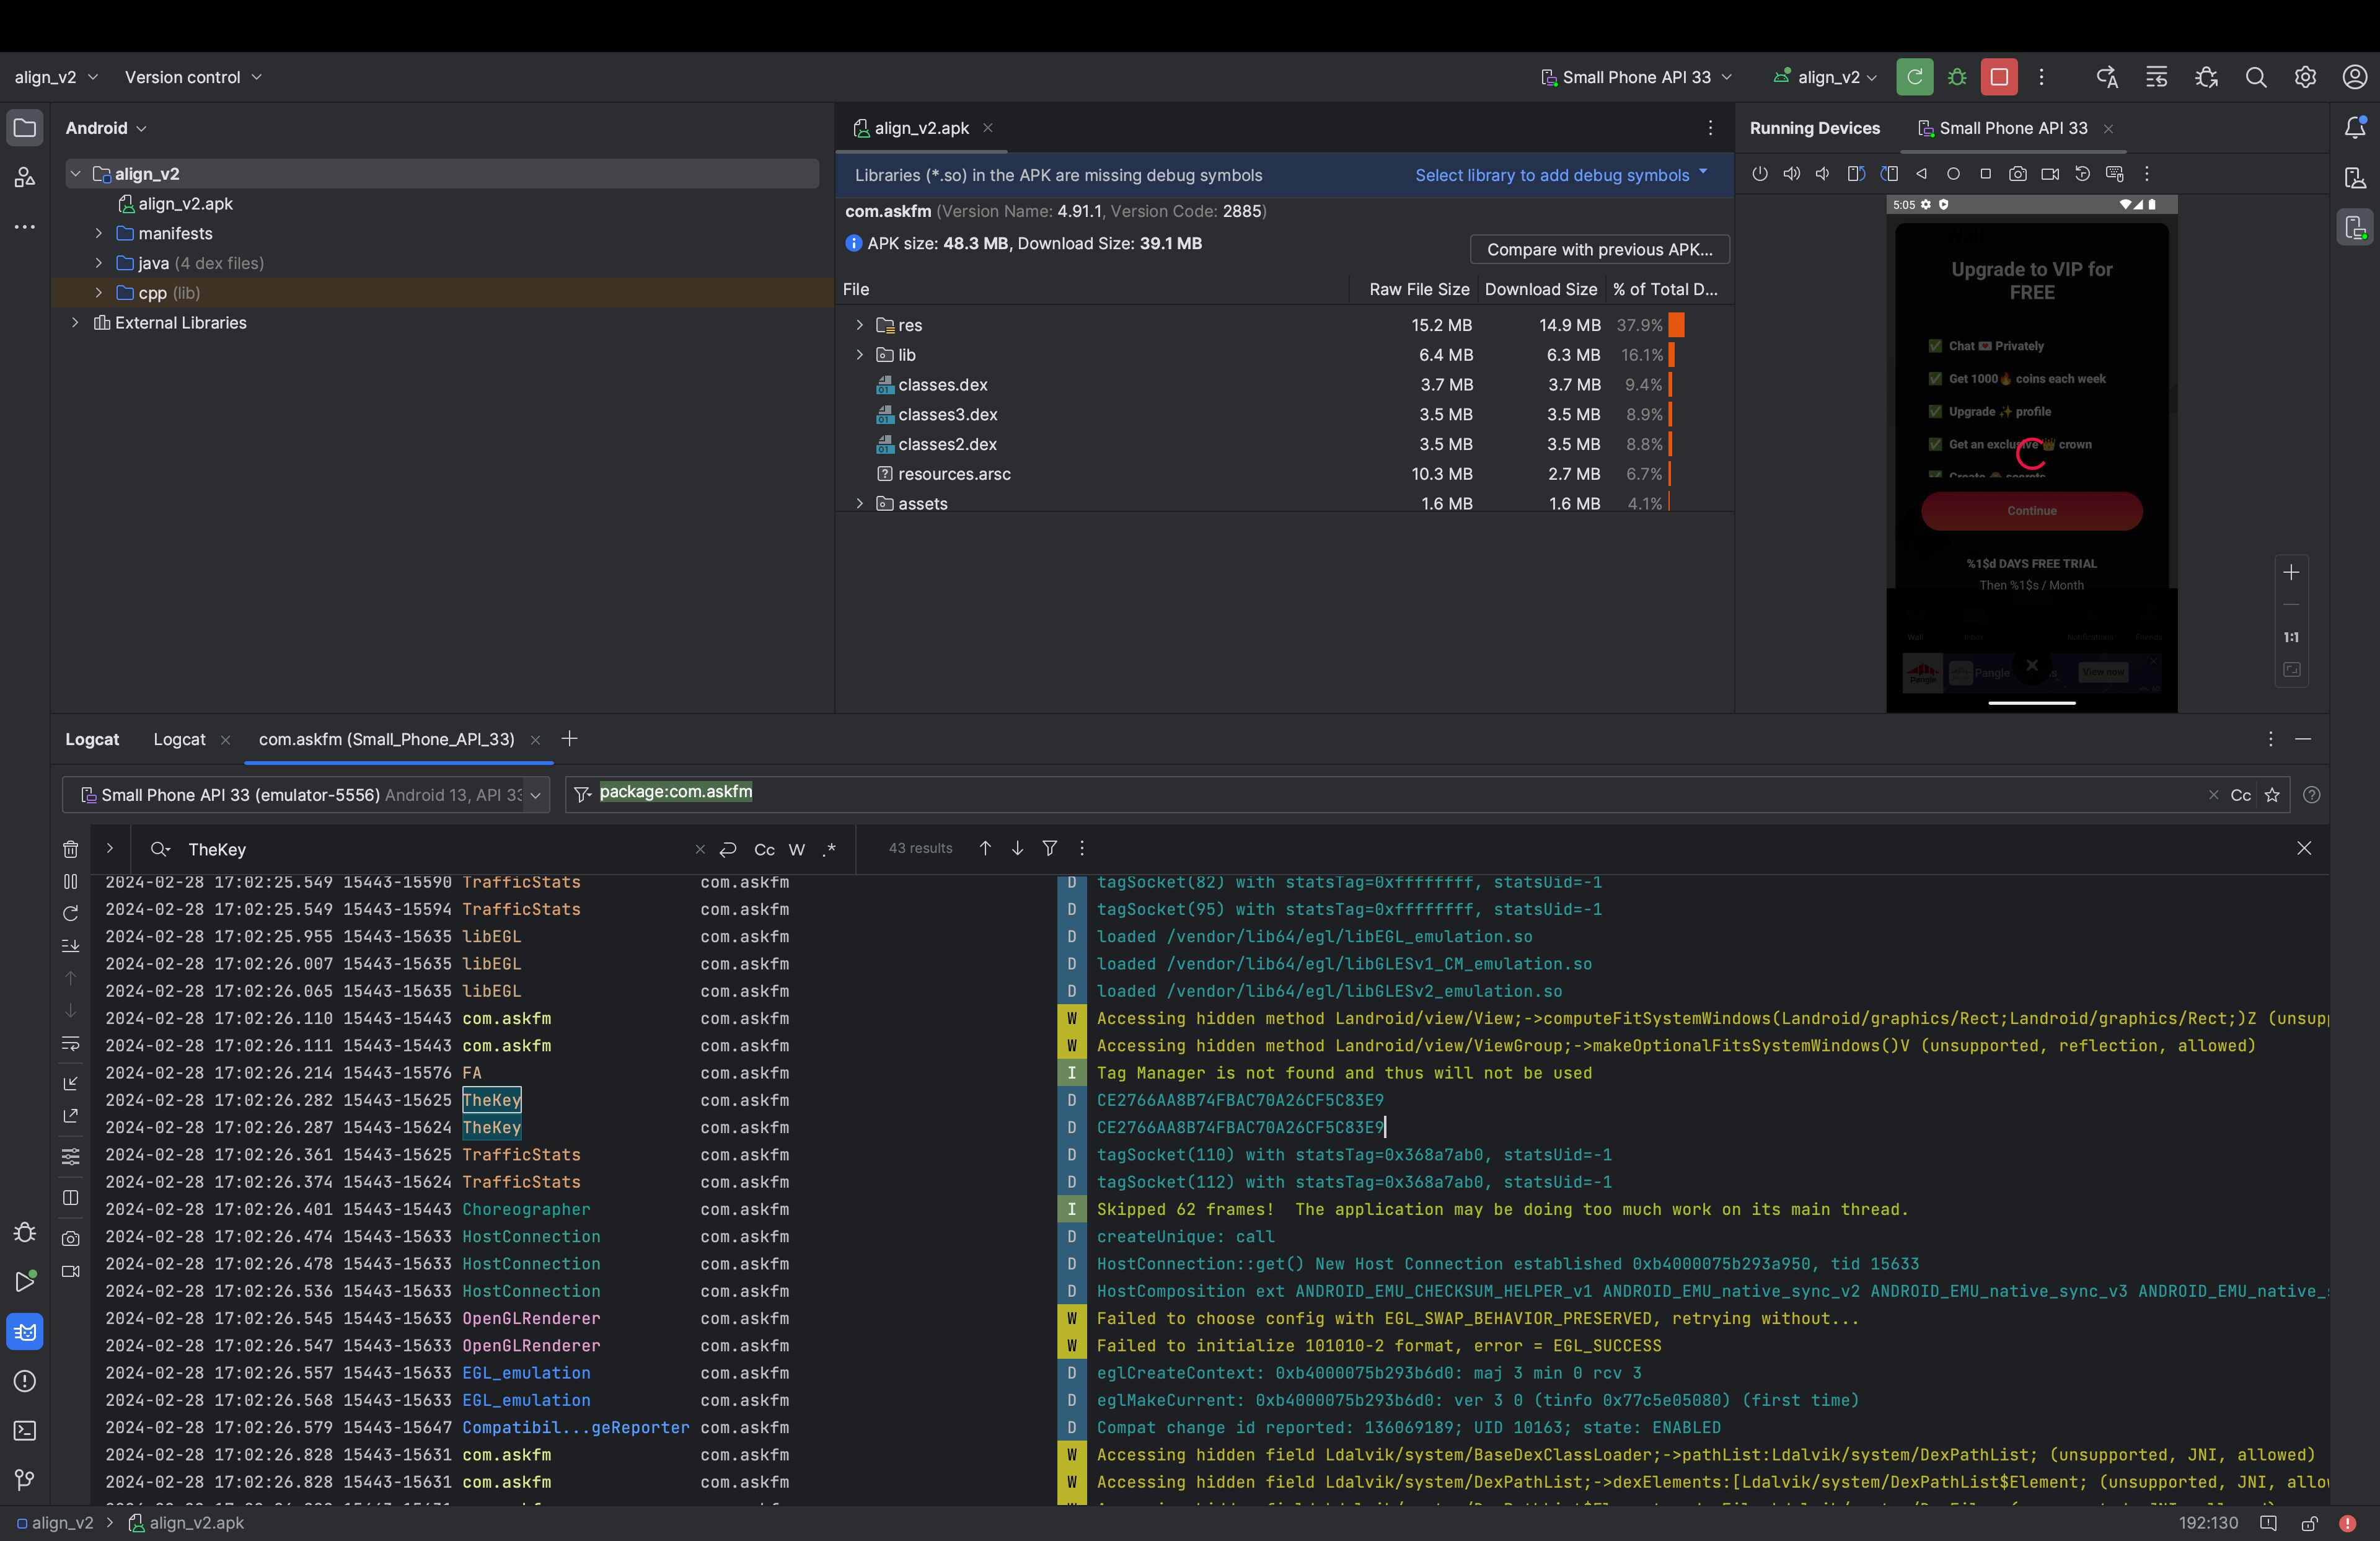 align_v2
Version control
Small Phone API 33
align_v2
Android
align_v2
align_v2.apk
manifests
java (4 dex files)
cpp (lib)
External Libraries
align_v2.apk
Libraries (*.so) in the APK are missing debug symbols
Select library to add debug symbols
com.askfm (Version Name: 4.91.1, Version Code: 2885)
APK size: 48.3 MB, Download Size: 39.1 MB
Compare with previous APK...
File Raw File Size Download Size % of Total D...
res 15.2 MB 14.9 MB 37.9%
lib 6.4 MB 6.3 MB 16.1%
classes.dex 3.7 MB 3.7 MB 9.4%
classes3.dex 3.5 MB 3.5 MB 8.9%
classes2.dex 3.5 MB 3.5 MB 8.8%
resources.arsc 10.3 MB 2.7 MB 6.7%
assets 1.6 MB 1.6 MB 4.1%
Running Devices
Small Phone API 33
5:05
Upgrade to VIP for
FREE
✅ Chat 💌 Privately
✅ Get 1000🔥 coins each week
✅ Upgrade ✨ profile
✅ Get an exclusive 👑 crown
Create secrets
Continue
%1$d DAYS FREE TRIAL
Then %1$s / Month
Wall Inbox Notifications Friends
Pangle
Pangle
View now
1:1
Logcat
Logcat
com.askfm (Small_Phone_API_33)
Small Phone API 33 (emulator-5556) Android 13, API 33
package:com.askfm
Cc
TheKey
Cc W .*
43 results
2024-02-28 17:02:25.549 15443-15590 TrafficStats com.askfm D tagSocket(82) with statsTag=0xffffffff, statsUid=-1
2024-02-28 17:02:25.549 15443-15594 TrafficStats com.askfm D tagSocket(95) with statsTag=0xffffffff, statsUid=-1
2024-02-28 17:02:25.955 15443-15635 libEGL com.askfm D loaded /vendor/lib64/egl/libEGL_emulation.so
2024-02-28 17:02:26.007 15443-15635 libEGL com.askfm D loaded /vendor/lib64/egl/libGLESv1_CM_emulation.so
2024-02-28 17:02:26.065 15443-15635 libEGL com.askfm D loaded /vendor/lib64/egl/libGLESv2_emulation.so
2024-02-28 17:02:26.110 15443-15443 com.askfm com.askfm W Accessing hidden method Landroid/view/View;->computeFitSystemWindows(Landroid/graphics/Rect;Landroid/graphics/Rect;)Z (unsup
2024-02-28 17:02:26.111 15443-15443 com.askfm com.askfm W Accessing hidden method Landroid/view/ViewGroup;->makeOptionalFitsSystemWindows()V (unsupported, reflection, allowed)
2024-02-28 17:02:26.214 15443-15576 FA com.askfm I Tag Manager is not found and thus will not be used
2024-02-28 17:02:26.282 15443-15625 TheKey com.askfm D CE2766AA8B74FBAC70A26CF5C83E9
2024-02-28 17:02:26.287 15443-15624 TheKey com.askfm D CE2766AA8B74FBAC70A26CF5C83E9
2024-02-28 17:02:26.361 15443-15625 TrafficStats com.askfm D tagSocket(110) with statsTag=0x368a7ab0, statsUid=-1
2024-02-28 17:02:26.374 15443-15624 TrafficStats com.askfm D tagSocket(112) with statsTag=0x368a7ab0, statsUid=-1
2024-02-28 17:02:26.401 15443-15443 Choreographer com.askfm I Skipped 62 frames! The application may be doing too much work on its main thread.
2024-02-28 17:02:26.474 15443-15633 HostConnection com.askfm D createUnique: call
2024-02-28 17:02:26.478 15443-15633 HostConnection com.askfm D HostConnection::get() New Host Connection established 0xb4000075b293a950, tid 15633
2024-02-28 17:02:26.536 15443-15633 HostConnection com.askfm D HostComposition ext ANDROID_EMU_CHECKSUM_HELPER_v1 ANDROID_EMU_native_sync_v2 ANDROID_EMU_native_sync_v3 ANDROID_EMU_native_s
2024-02-28 17:02:26.545 15443-15633 OpenGLRenderer com.askfm W Failed to choose config with EGL_SWAP_BEHAVIOR_PRESERVED, retrying without...
2024-02-28 17:02:26.547 15443-15633 OpenGLRenderer com.askfm W Failed to initialize 101010-2 format, error = EGL_SUCCESS
2024-02-28 17:02:26.557 15443-15633 EGL_emulation com.askfm D eglCreateContext: 0xb4000075b293b6d0: maj 3 min 0 rcv 3
2024-02-28 17:02:26.568 15443-15633 EGL_emulation com.askfm D eglMakeCurrent: 0xb4000075b293b6d0: ver 3 0 (tinfo 0x77c5e05080) (first time)
2024-02-28 17:02:26.579 15443-15647 Compatibil...geReporter com.askfm D Compat change id reported: 136069189; UID 10163; state: ENABLED
2024-02-28 17:02:26.828 15443-15631 com.askfm com.askfm W Accessing hidden field Ldalvik/system/BaseDexClassLoader;->pathList:Ldalvik/system/DexPathList; (unsupported, JNI, allowed)
2024-02-28 17:02:26.828 15443-15631 com.askfm com.askfm W Accessing hidden field Ldalvik/system/DexPathList;->dexElements:[Ldalvik/system/DexPathList$Element; (unsupported, JNI, allow
align_v2 > align_v2.apk
192:130